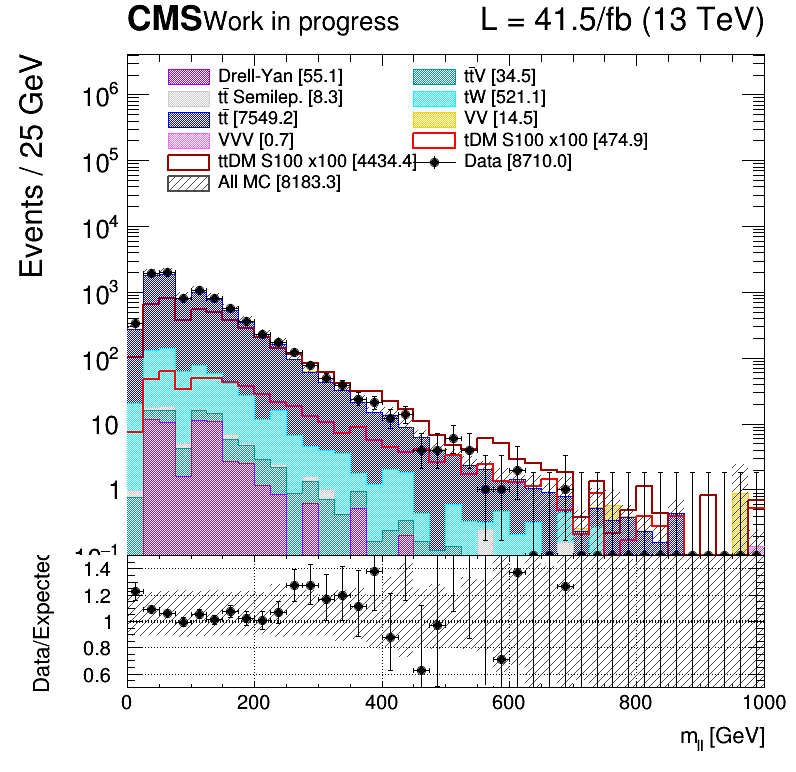 CMS Work in progress L = 41.5/fb (13 TeV)
Events / 25 GeV
10⁶
10⁵
10⁴
10³
10²
10
1
10⁻¹
Drell-Yan [55.1]
tt̄ Semilep. [8.3]
tt̄ [7549.2]
VVV [0.7]
ttDM S100 x100 [4434.4]
All MC [8183.3]
tt̄V [34.5]
tW [521.1]
VV [14.5]
tDM S100 x100 [474.9]
Data [8710.0]
Data/Expected
1.4
1.2
1
0.8
0.6
0 200 400 600 800 1000
m_ll [GeV]